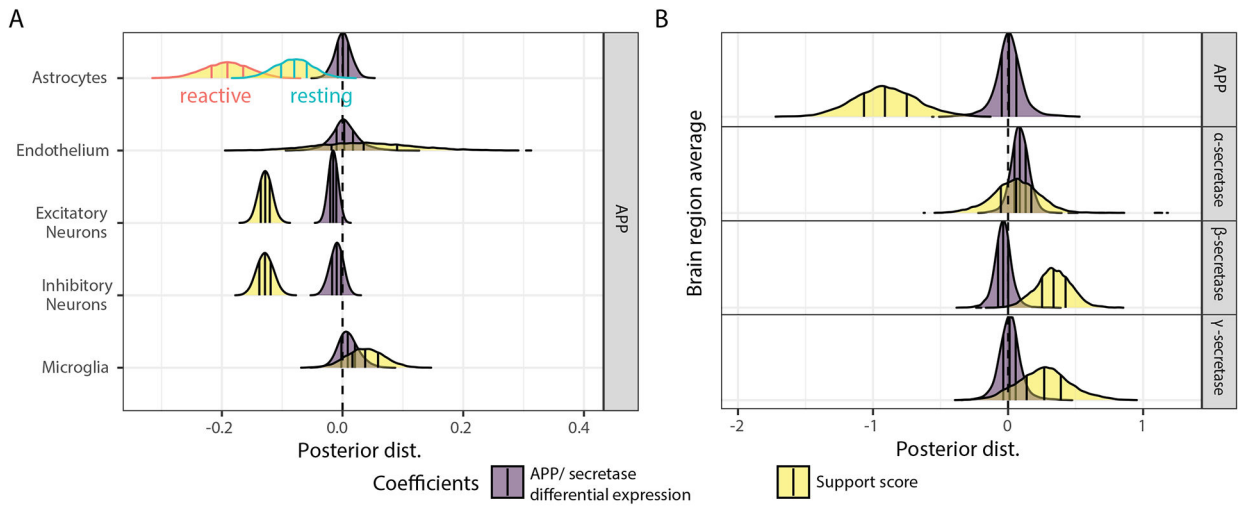 A
Astrocytes
reactive
resting
Endothelium
Excitatory
Neurons
Inhibitory
Neurons
Microglia
APP
-0.2
0.0
0.2
0.4
Posterior dist.
B
Brain region average
APP
α-secretase
β-secretase
γ-secretase
-2
-1
0
1
Posterior dist.
Coefficients
APP/ secretase
differential expression
Support score